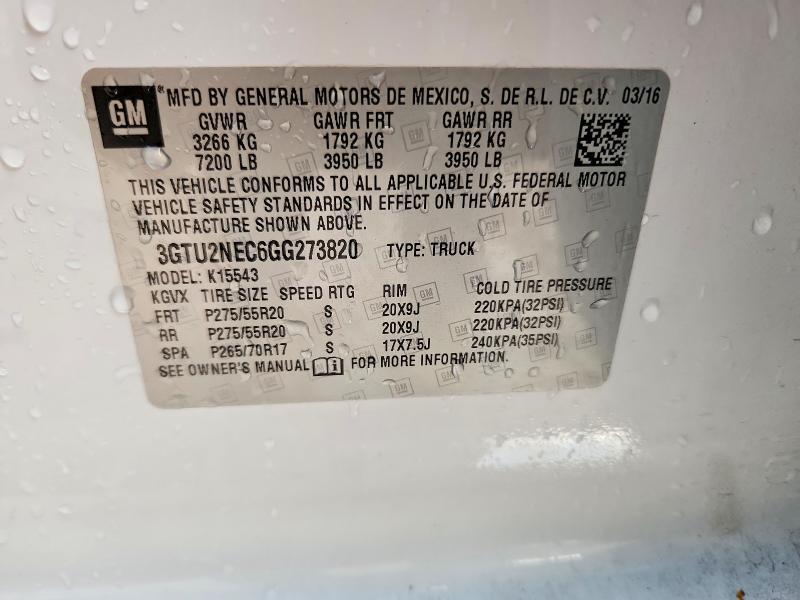 GM ® MFD BY GENERAL MOTORS DE MEXICO, S. DE R.L. DE C.V. 03/16
GVWR GAWR FRT GAWR RR
3266 KG 1792 KG 1792 KG
7200 LB 3950 LB 3950 LB
THIS VEHICLE CONFORMS TO ALL APPLICABLE U.S. FEDERAL MOTOR
VEHICLE SAFETY STANDARDS IN EFFECT ON THE DATE OF
MANUFACTURE SHOWN ABOVE.
3GTU2NEC6GG273820 TYPE: TRUCK
MODEL: K15543
KGVX TIRE SIZE SPEED RTG RIM COLD TIRE PRESSURE
FRT P275/55R20 S 20X9J 220KPA(32PSI)
RR P275/55R20 S 20X9J 220KPA(32PSI)
SPA P265/70R17 S 17X7.5J 240KPA(35PSI)
SEE OWNER'S MANUAL i FOR MORE INFORMATION.